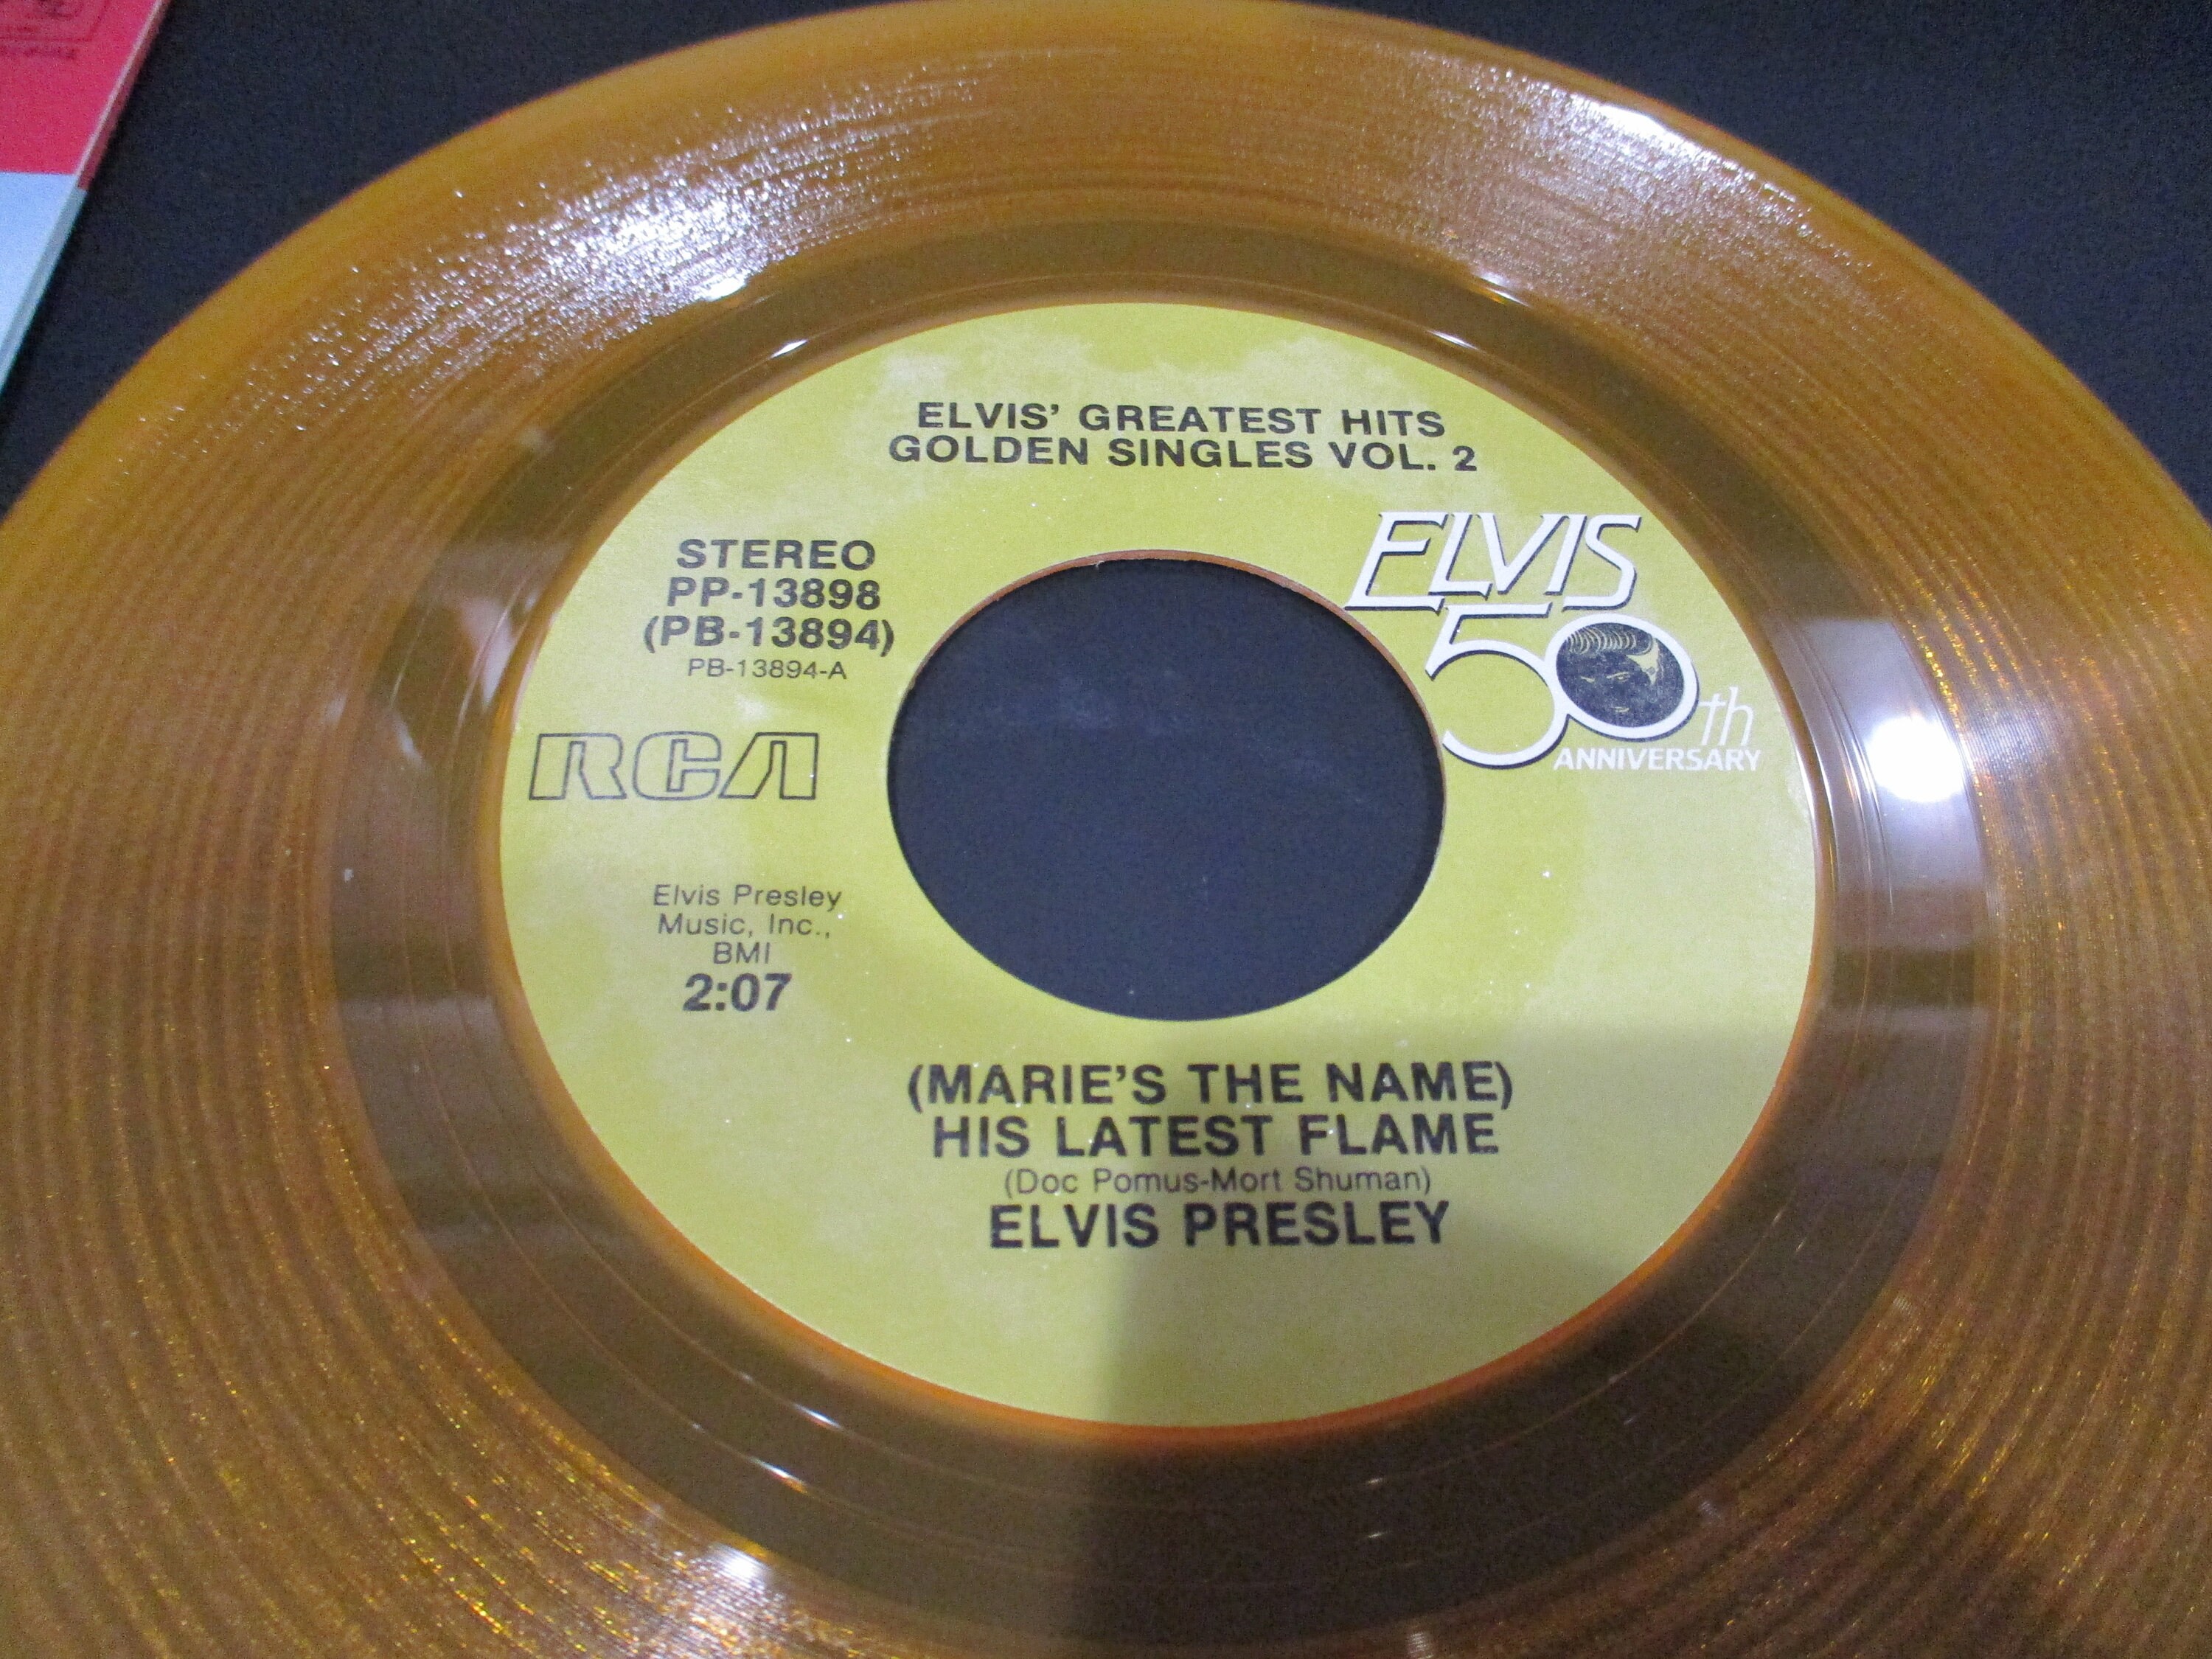 ELVIS' GREATEST HITS
GOLDEN SINGLES VOL. 2
STEREO
PP-13898
(PB-13894)
PB-13894-A
ELVIS
50th
ANNIVERSARY
RCA
Elvis Presley
Music, Inc.,
BMI
2:07
(MARIE'S THE NAME)
HIS LATEST FLAME
(Doc Pomus-Mort Shuman)
ELVIS PRESLEY